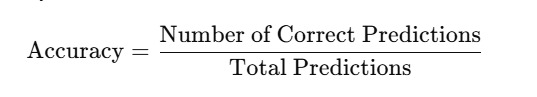 Accuracy = Number of Correct Predictions
Total Predictions